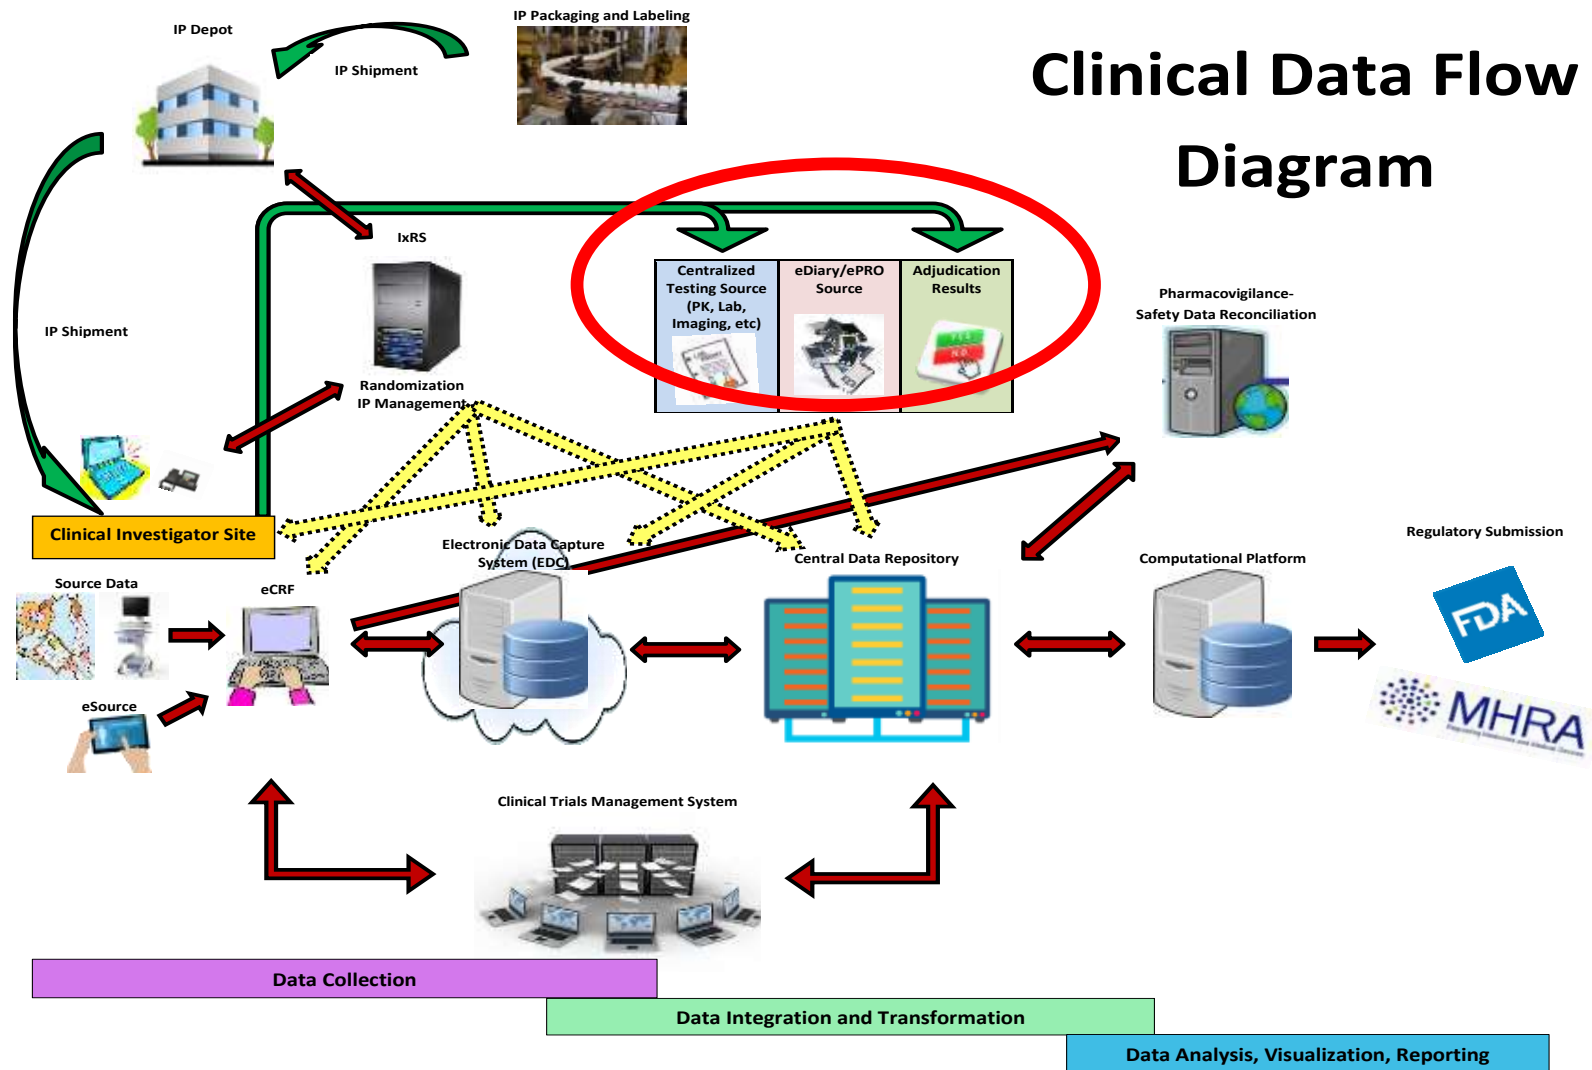 IP Packaging and Labeling
IP Depot
IP Shipment
Clinical Data Flow
Diagram
IxRS
Centralized
Testing Source
(PK, Lab,
Imaging, etc)
eDiary/ePRO
Source
Adjudication
Results
Pharmacovigilance-
Safety Data Reconciliation
IP Shipment
Randomization
IP Management
YES
NO
Clinical Investigator Site
Electronic Data Capture
System (EDC)
Central Data Repository
Computational Platform
Regulatory Submission
Source Data
eCRF
FDA
eSource
MHRA
Clinical Trials Management System
Data Collection
Data Integration and Transformation
Data Analysis, Visualization, Reporting